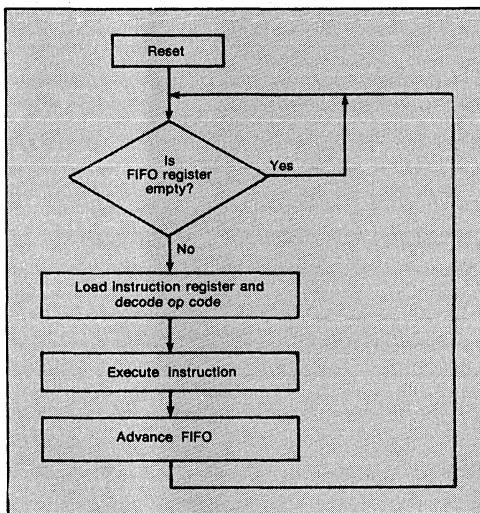 Reset
Is
FIFO register
empty?
Yes
No
Load instruction register and
decode op code
Execute Instruction
Advance FIFO